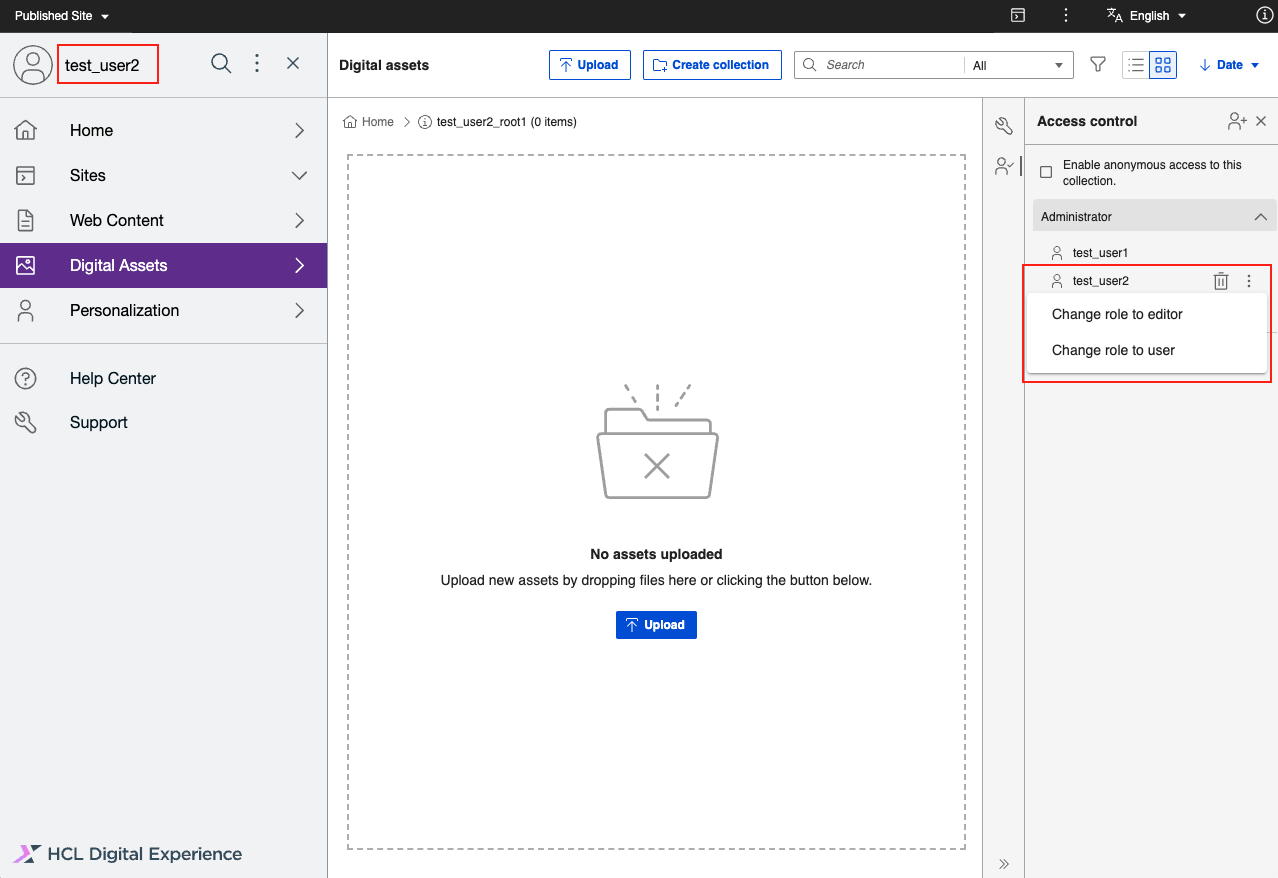 Published Site
English
test_user2
Home
Sites
Web Content
Digital Assets
Personalization
Help Center
Support
HCL Digital Experience
Digital assets
Upload
Create collection
Search
All
Date
Home
test_user2_root1 (0 items)
No assets uploaded
Upload new assets by dropping files here or clicking the button below.
Upload
Access control
Enable anonymous access to this
collection.
Administrator
test_user1
test_user2
Change role to editor
Change role to user